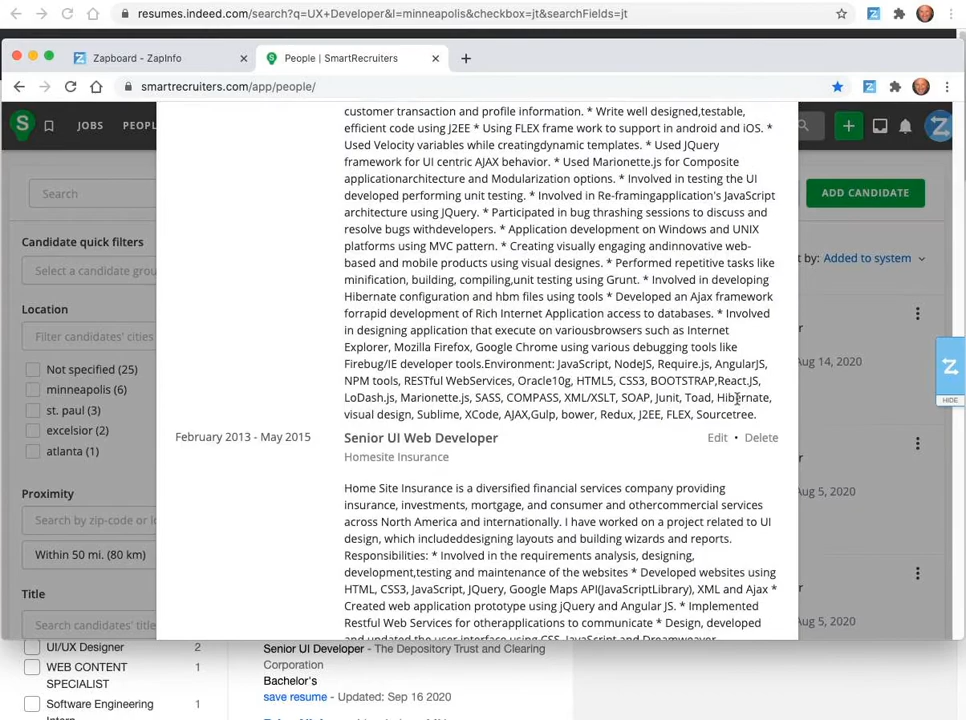 resumes.indeed.com/search?q=UX+Developer&l=minneapolis&checkbox=jt&searchFields=jt
Zapboard - ZapInfo
People | SmartRecruiters
smartrecruiters.com/app/people/
JOBS
PEOPL
Search
ADD CANDIDATE
Candidate quick filters
Select a candidate grou
t by: Added to system
Location
Filter candidates' cities
Not specified (25)
minneapolis (6)
st. paul (3)
excelsior (2)
atlanta (1)
Proximity
Search by zip-code or lo
Within 50 mi. (80 km)
Title
Search candidates' title
customer transaction and profile information. * Write well designed,testable,
efficient code using J2EE * Using FLEX frame work to support in android and iOS. *
Used Velocity variables while creatingdynamic templates. * Used JQuery
framework for UI centric AJAX behavior. * Used Marionette.js for Composite
applicationarchitecture and Modularization options. * Involved in testing the UI
developed performing unit testing. * Involved in Re-framingapplication's JavaScript
architecture using JQuery. * Participated in bug thrashing sessions to discuss and
resolve bugs withdevelopers. * Application development on Windows and UNIX
platforms using MVC pattern. * Creating visually engaging andinnovative web-
based and mobile products using visual designes. * Performed repetitive tasks like
minification, building, compiling,unit testing using Grunt. * Involved in developing
Hibernate configuration and hbm files using tools * Developed an Ajax framework
forrapid development of Rich Internet Application access to databases. * Involved
in designing application that execute on variousbrowsers such as Internet
Explorer, Mozilla Firefox, Google Chrome using various debugging tools like
Firebug/IE developer tools.Environment: JavaScript, NodeJS, Require.js, AngularJS,
NPM tools, RESTful WebServices, Oracle10g, HTML5, CSS3, BOOTSTRAP,React.JS,
LoDash.js, Marionette.js, SASS, COMPASS, XML/XSLT, SOAP, Junit, Toad, Hibernate,
visual design, Sublime, XCode, AJAX,Gulp, bower, Redux, J2EE, FLEX, Sourcetree.
February 2013 - May 2015
Senior UI Web Developer
Edit • Delete
Homesite Insurance
Home Site Insurance is a diversified financial services company providing
insurance, investments, mortgage, and consumer and othercommercial services
across North America and internationally. I have worked on a project related to UI
design, which includeddesigning layouts and building wizards and reports.
Responsibilities: * Involved in the requirements analysis, designing,
development,testing and maintenance of the websites * Developed websites using
HTML, CSS3, JavaScript, JQuery, Google Maps API(JavaScriptLibrary), XML and Ajax *
Created web application prototype using jQuery and Angular JS. * Implemented
Restful Web Services for otherapplications to communicate * Design, developed
and updated the user interface using CSS, JavaScript and Dreamweaver
r
Aug 14, 2020
r
Aug 5, 2020
r
Aug 5, 2020
HIDE
UI/UX Designer 2
WEB CONTENT 1
SPECIALIST
Software Engineering 1
Senior UI Developer - The Depository Trust and Clearing
Corporation
Bachelor's
save resume - Updated: Sep 16 2020